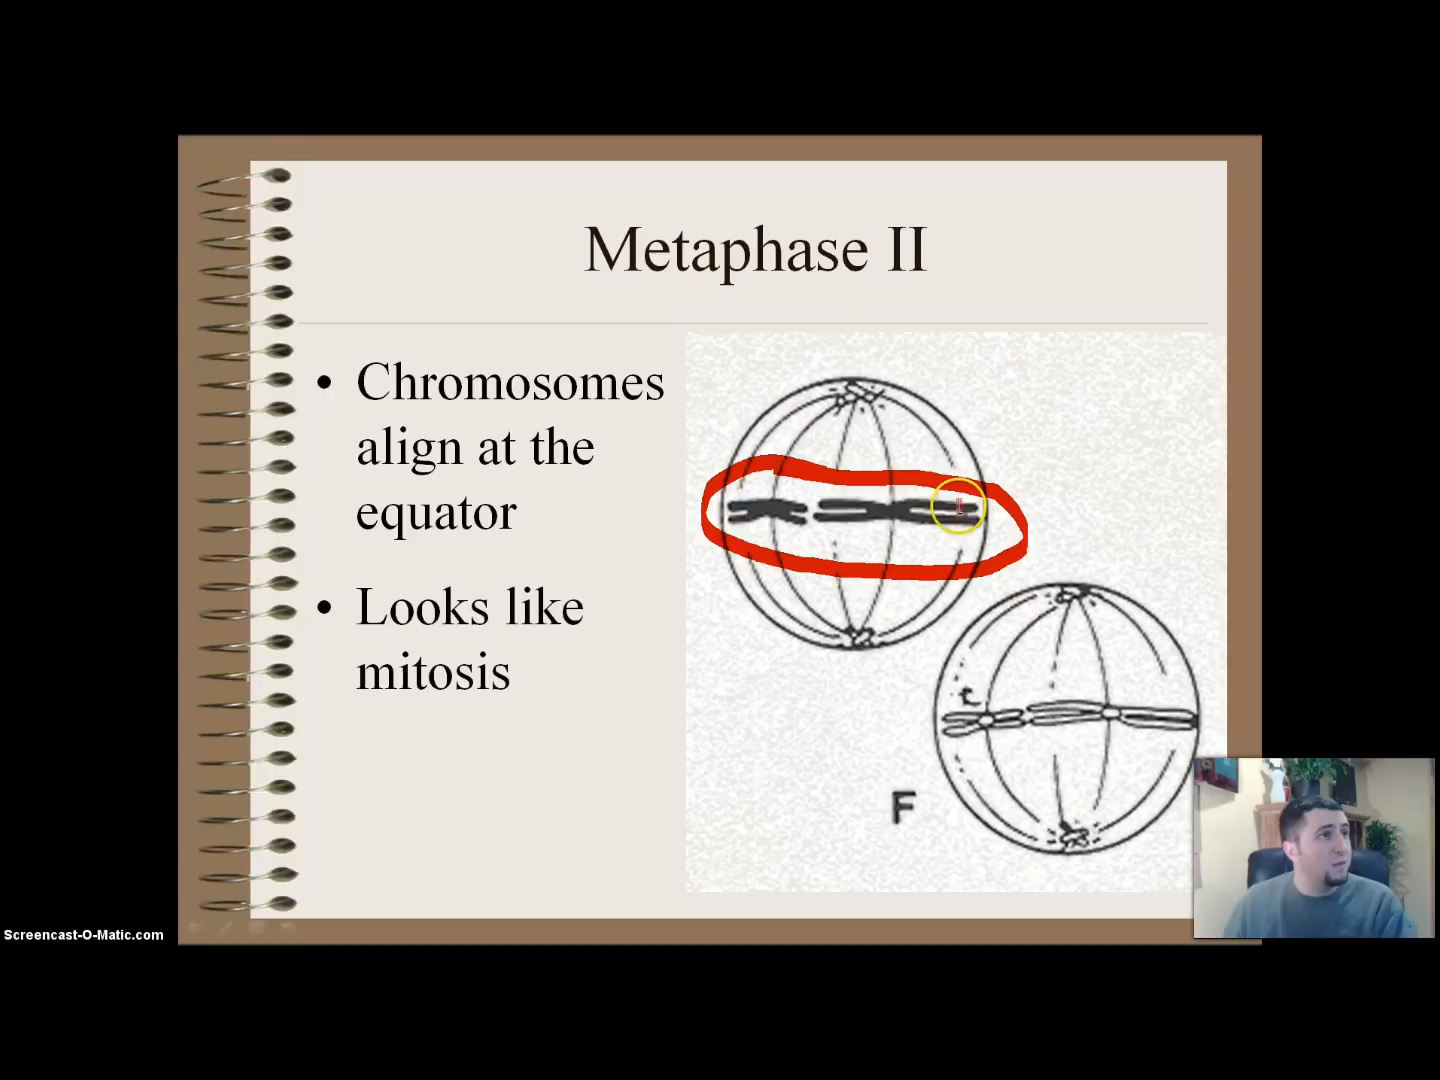 Metaphase II
• Chromosomes
align at the
equator
• Looks like
mitosis
t
F
Screencast-O-Matic.com